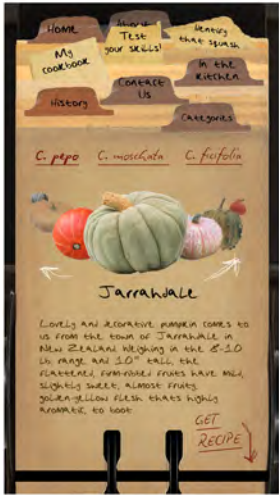 Home
About
Test
your skills!
Identify
that squash
My
cookbook
In the
Kitchen
Contact
Us
History
Categories
C. pepo
C. moschata
C. ficifolia
Jarrahdale
Lovely and decorative pumpkin comes to
us from the town of Jarrahdale in
New Zealand. Weighing in the 8-10
lb. range and 10" tall, the
flattened, firm-ribbed fruits have mild,
slightly sweet, almost fruity,
golden-yellow flesh thats highly
aromatic, to boot.
GET
RECIPE